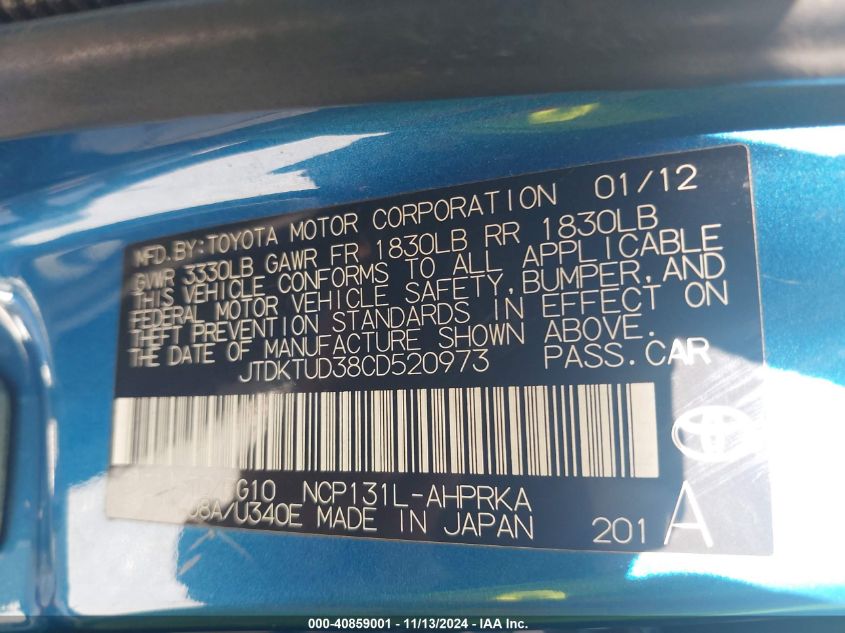 MFD.BY:TOYOTA MOTOR CORPORATION 01/12
GVWR 3330LB GAWR FR 1830LB RR 1830LB
THIS VEHICLE CONFORMS TO ALL APPLICABLE
FEDERAL MOTOR VEHICLE SAFETY, BUMPER, AND
THEFT PREVENTION STANDARDS IN EFFECT ON
THE DATE OF MANUFACTURE SHOWN ABOVE.
JTDKTUD38CD520973 PASS.CAR
G10 NCP131L-AHPRKA
08A/U340E MADE IN JAPAN 201 A
000-40859001 - 11/13/2024 - IAA Inc.